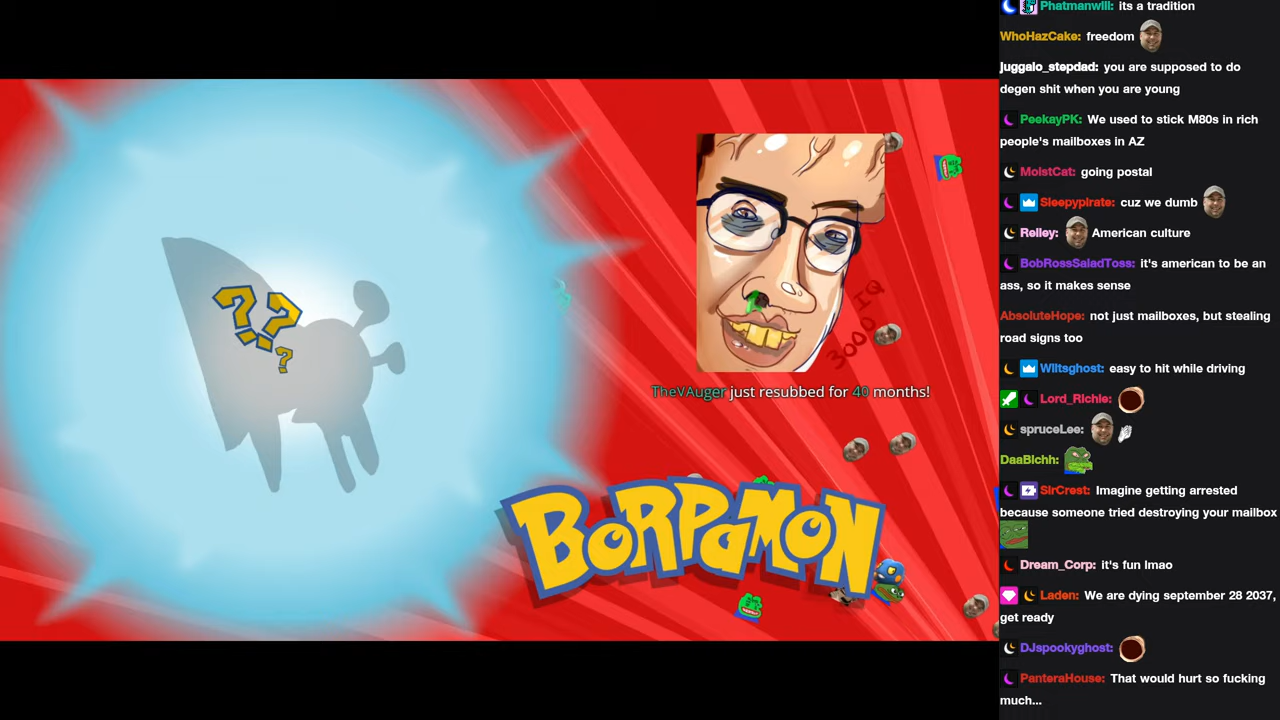 ? ? ?
3000 IQ
TheVAuger just resubbed for 40 months!
BORPAMON
Phatmanwlll: its a tradition
WhoHazCake: freedom
juggalo_stepdad: you are supposed to do
degen shit when you are young
PeekayPK: We used to stick M80s in rich
people's mailboxes in AZ
MoistCat: going postal
Sleepypirate: cuz we dumb
Relley: American culture
BobRossSaladToss: it's american to be an
ass, so it makes sense
AbsoluteHope: not just mailboxes, but stealing
road signs too
Wiltsghost: easy to hit while driving
Lord_Richie:
spruceLee:
DaaBichh:
SirCrest: Imagine getting arrested
because someone tried destroying your mailbox
Dream_Corp: it's fun lmao
Laden: We are dying september 28 2037,
get ready
DJspookyghost:
PanteraHouse: That would hurt so fucking
much...